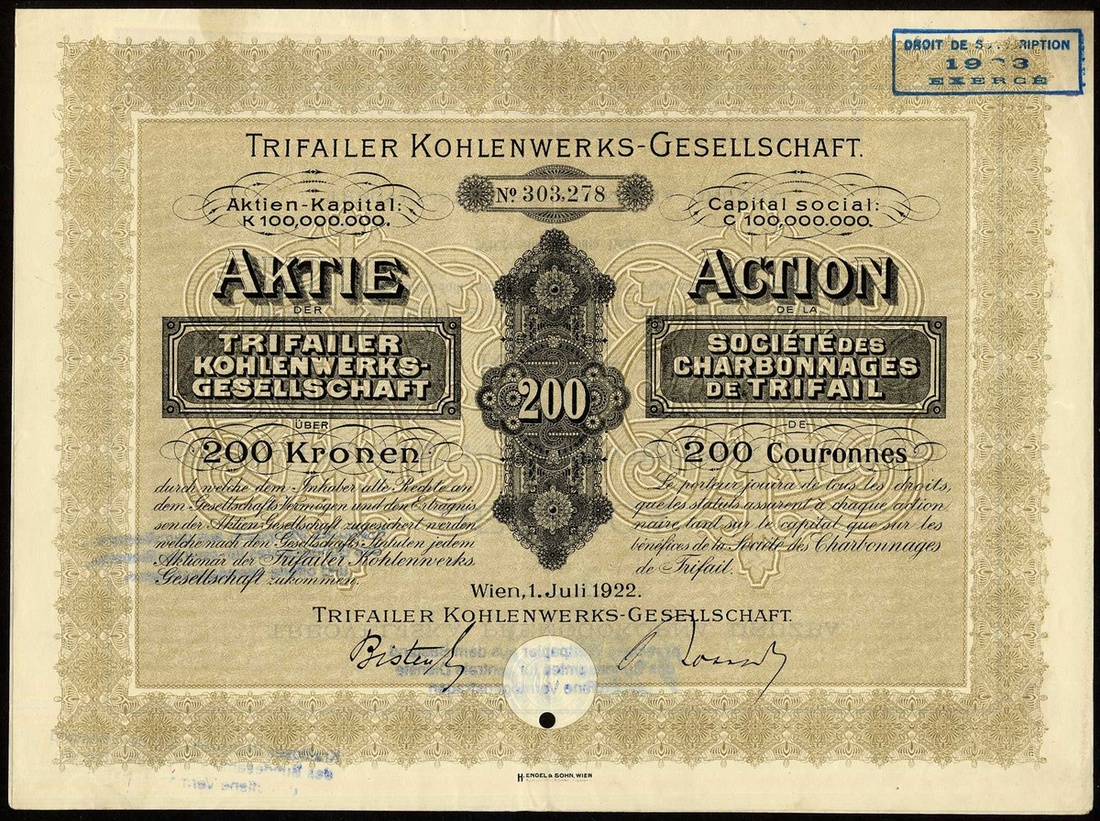 DROIT DE S RIPTION
19 3
EXERCÉ
TRIFAILER KOHLENWERKS-GESELLSCHAFT.
Aktien-Kapital:
K 100,000.000.
No 303,278
Capital social:
C 100,000.000.
AKTIE
DER
TRIFAILER
KOHLENWERKS-
GESELLSCHAFT
ÜBER
200 Kronen
durch welche dem Inhaber alle Rechte an
dem Gesellschafts-Vermögen und den Erträgnis
sen der Aktien-Gesellschaft zugesichert werden
welche nach den Gesellschafts-Statuten jedem
Aktionär der Trifailer Kohlenwerks-
Gesellschaft zukommen.
200
ACTION
DE LA
SOCIÉTÉ DES
CHARBONNAGES
DE TRIFAIL
DE
200 Couronnes
Le porteur jouira de tous les droits,
que les statuts assurent à chaque action
naire, tant sur le capital que sur les
bénéfices de la Société des Charbonnages
de Trifail.
Wien, 1. Juli 1922.
TRIFAILER KOHLENWERKS-GESELLSCHAFT.
H. ENGEL & SOHN, WIEN